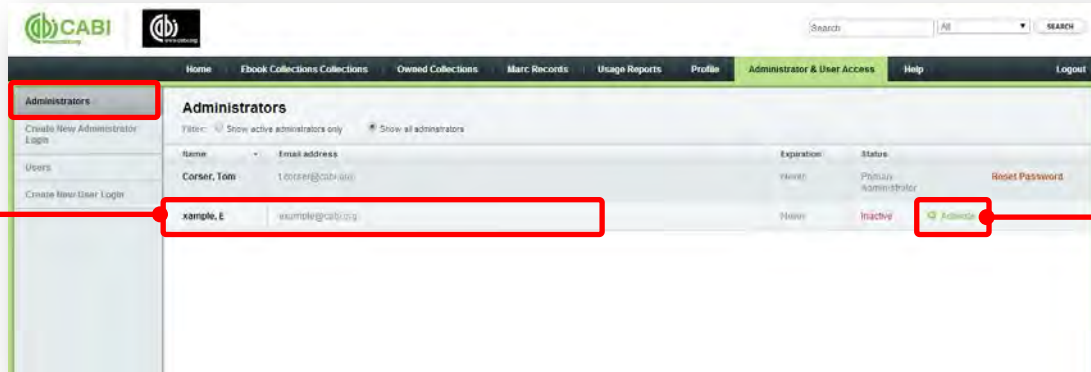 CABI
Search
All
SEARCH
Home
Ebook Collections Collections
Owned Collections
Marc Records
Usage Reports
Profile
Administrator & User Access
Help
Logout
Administrators
Create New Administrator
Login
Users
Create New User Login
Administrators
Filter: Show active administrators only Show all administrators
Name Email address Expiration Status
Corser, Tom t.corser@cabi.org Never Primary
Administrator Reset Password
xample, E example@cabi.org Never Inactive Activate